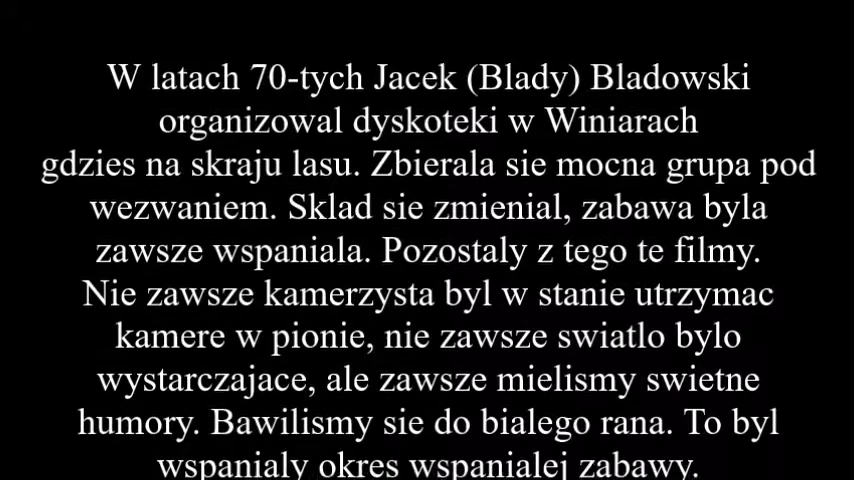 W latach 70-tych Jacek (Blady) Bladowski
organizowal dyskoteki w Winiarach
gdzies na skraju lasu. Zbierala sie mocna grupa pod
wezwaniem. Sklad sie zmienial, zabawa byla
zawsze wspaniala. Pozostaly z tego te filmy.
Nie zawsze kamerzysta byl w stanie utrzymac
kamere w pionie, nie zawsze swiatlo bylo
wystarczajace, ale zawsze mielismy swietne
humory. Bawilismy sie do bialego rana. To byl
wspanialy okres wspanialej zabawy.